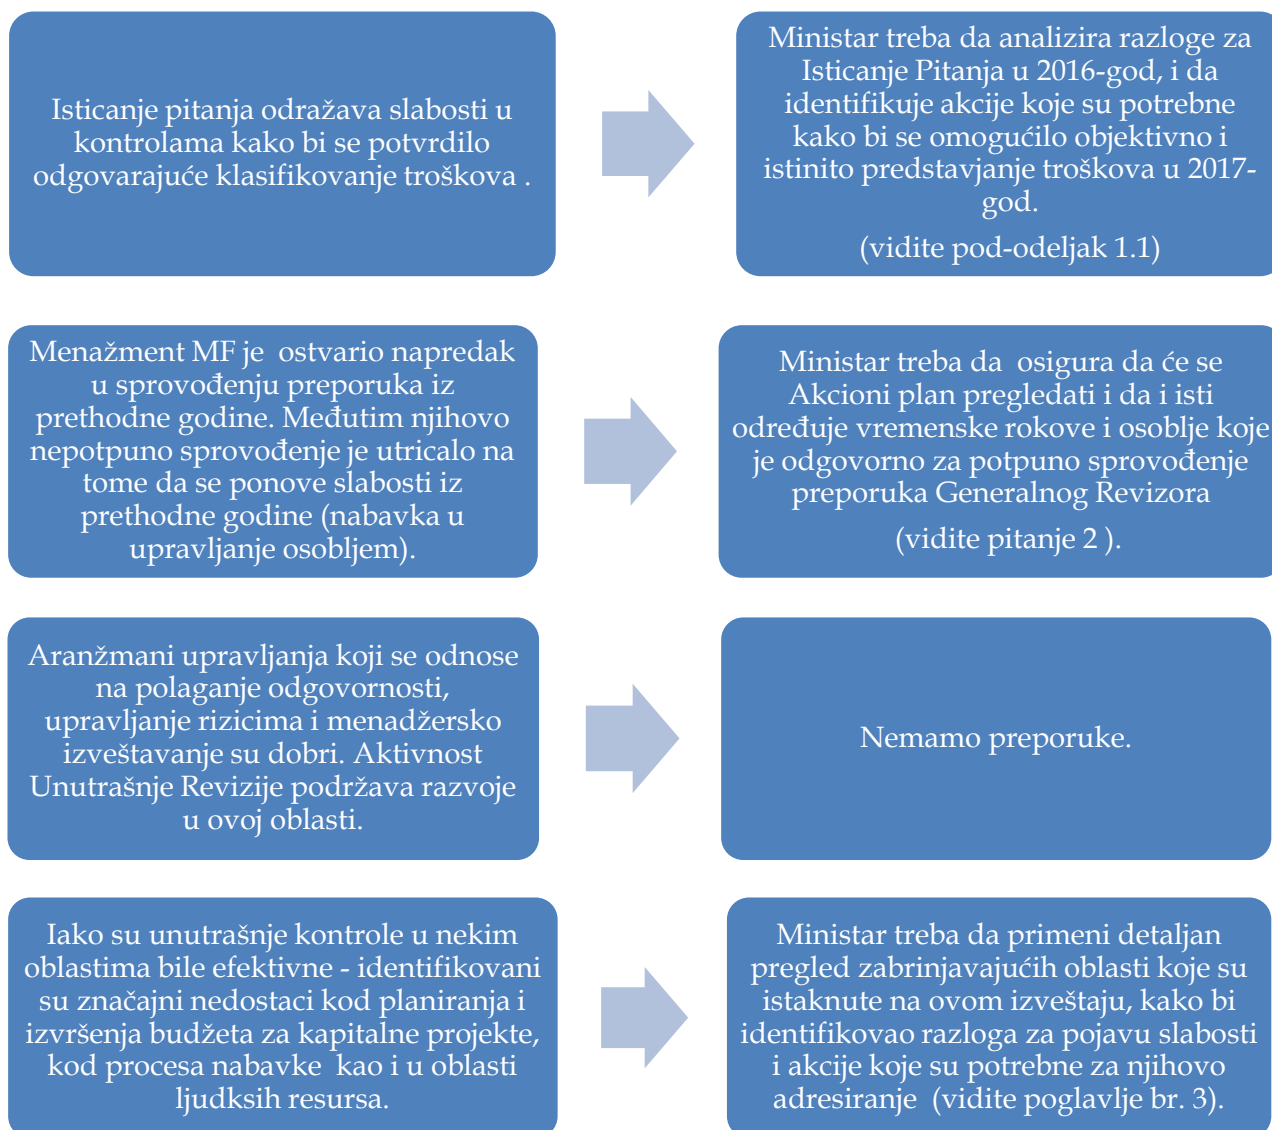 Isticanje pitanja odražava slabosti u
kontrolama kako bi se potvrdilo
odgovarajuće klasifikovanje troškova .
Ministar treba da analizira razloge za
Isticanje Pitanja u 2016-god, i da
identifikuje akcije koje su potrebne
kako bi se omogućilo objektivno i
istinito predstavjanje troškova u 2017-
god.
(vidite pod-odeljak 1.1)
Menažment MF je  ostvario napredak
u sprovođenju preporuka iz
prethodne godine. Međutim njihovo
nepotpuno sprovođenje je utricalo na
tome da se ponove slabosti iz
prethodne godine (nabavka u
upravljanje osobljem).
Ministar treba da  osigura da će se
Akcioni plan pregledati i da i isti
određuje vremenske rokove i osoblje koje
je odgovorno za potpuno sprovođenje
preporuka Generalnog Revizora
(vidite pitanje 2 ).
Aranžmani upravljanja koji se odnose
na polaganje odgovornosti,
upravljanje rizicima i menadžersko
izveštavanje su dobri. Aktivnost
Unutrašnje Revizije podržava razvoje
u ovoj oblasti.
Nemamo preporuke.
Iako su unutrašnje kontrole u nekim
oblastima bile efektivne - identifikovani
su značajni nedostaci kod planiranja i
izvršenja budžeta za kapitalne projekte,
kod procesa nabavke  kao i u oblasti
ljudksih resursa.
Ministar treba da primeni detaljan
pregled zabrinjavajućih oblasti koje su
istaknute na ovom izveštaju, kako bi
identifikovao razloga za pojavu slabosti
i akcije koje su potrebne za njihovo
adresiranje  (vidite poglavlje br. 3).